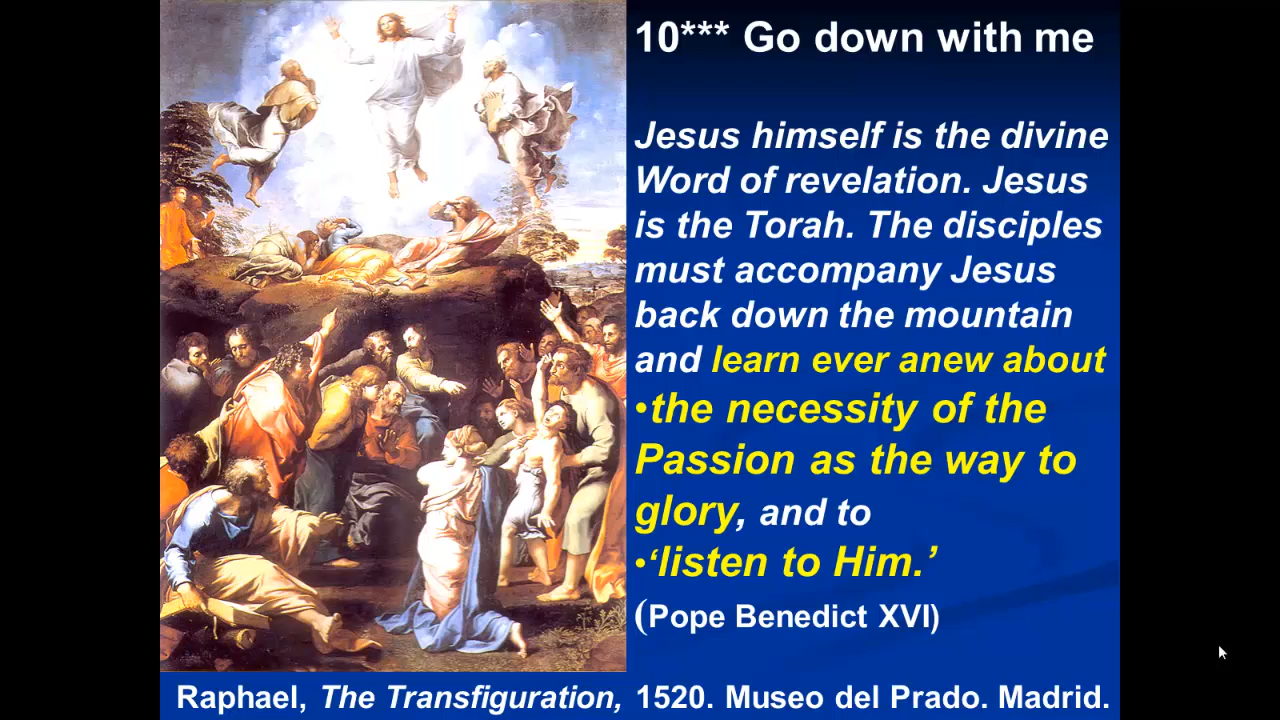 10*** Go down with me
Jesus himself is the divine
Word of revelation. Jesus
is the Torah. The disciples
must accompany Jesus
back down the mountain
and learn ever anew about
•the necessity of the
Passion as the way to
glory, and to
•‘listen to Him.’
(Pope Benedict XVI)
Raphael, The Transfiguration, 1520. Museo del Prado. Madrid.